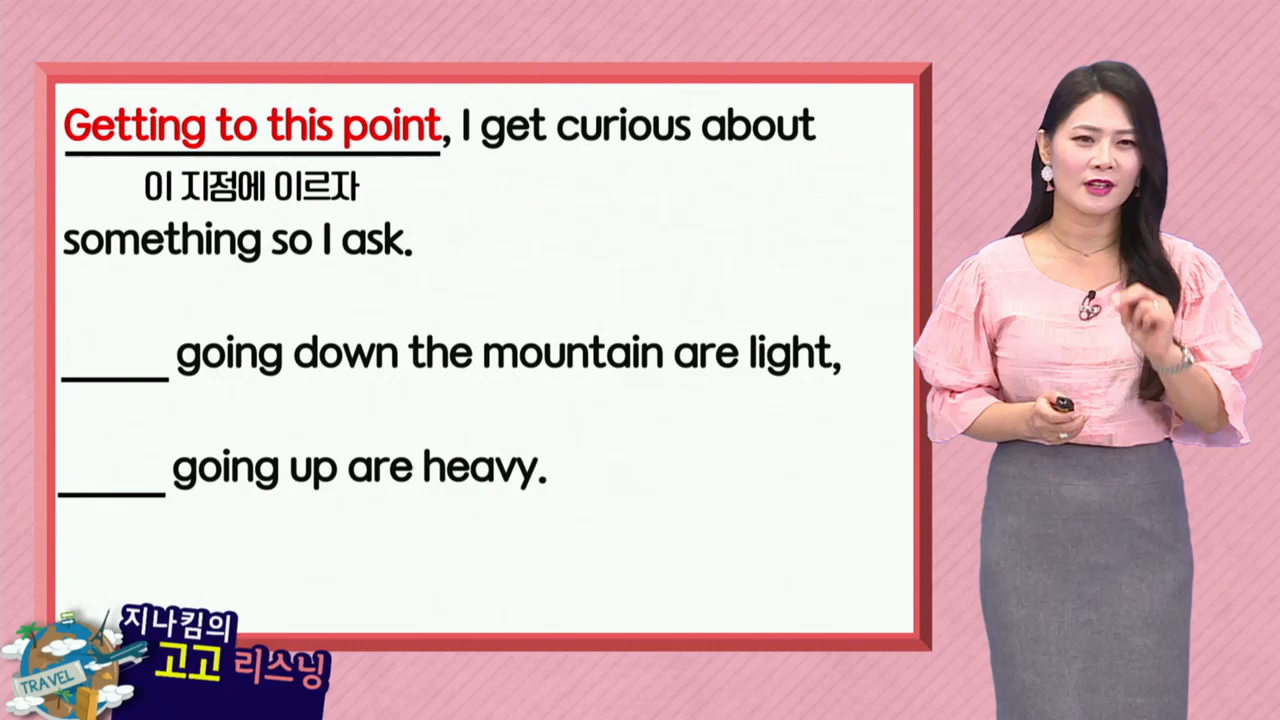 Getting to this point, I get curious about
이 지점에 이르자
something so I ask.
_____ going down the mountain are light,
_____ going up are heavy.
지나킴의
고고 리스닝
TRAVEL